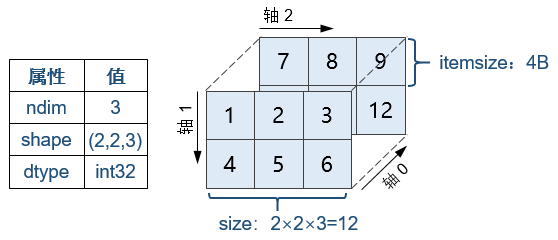 属性 值
ndim 3
shape (2,2,3)
dtype int32
轴 2
轴 1
轴 0
7 8 9
12
1 2 3
4 5 6
itemsize：4B
size：2×2×3=12